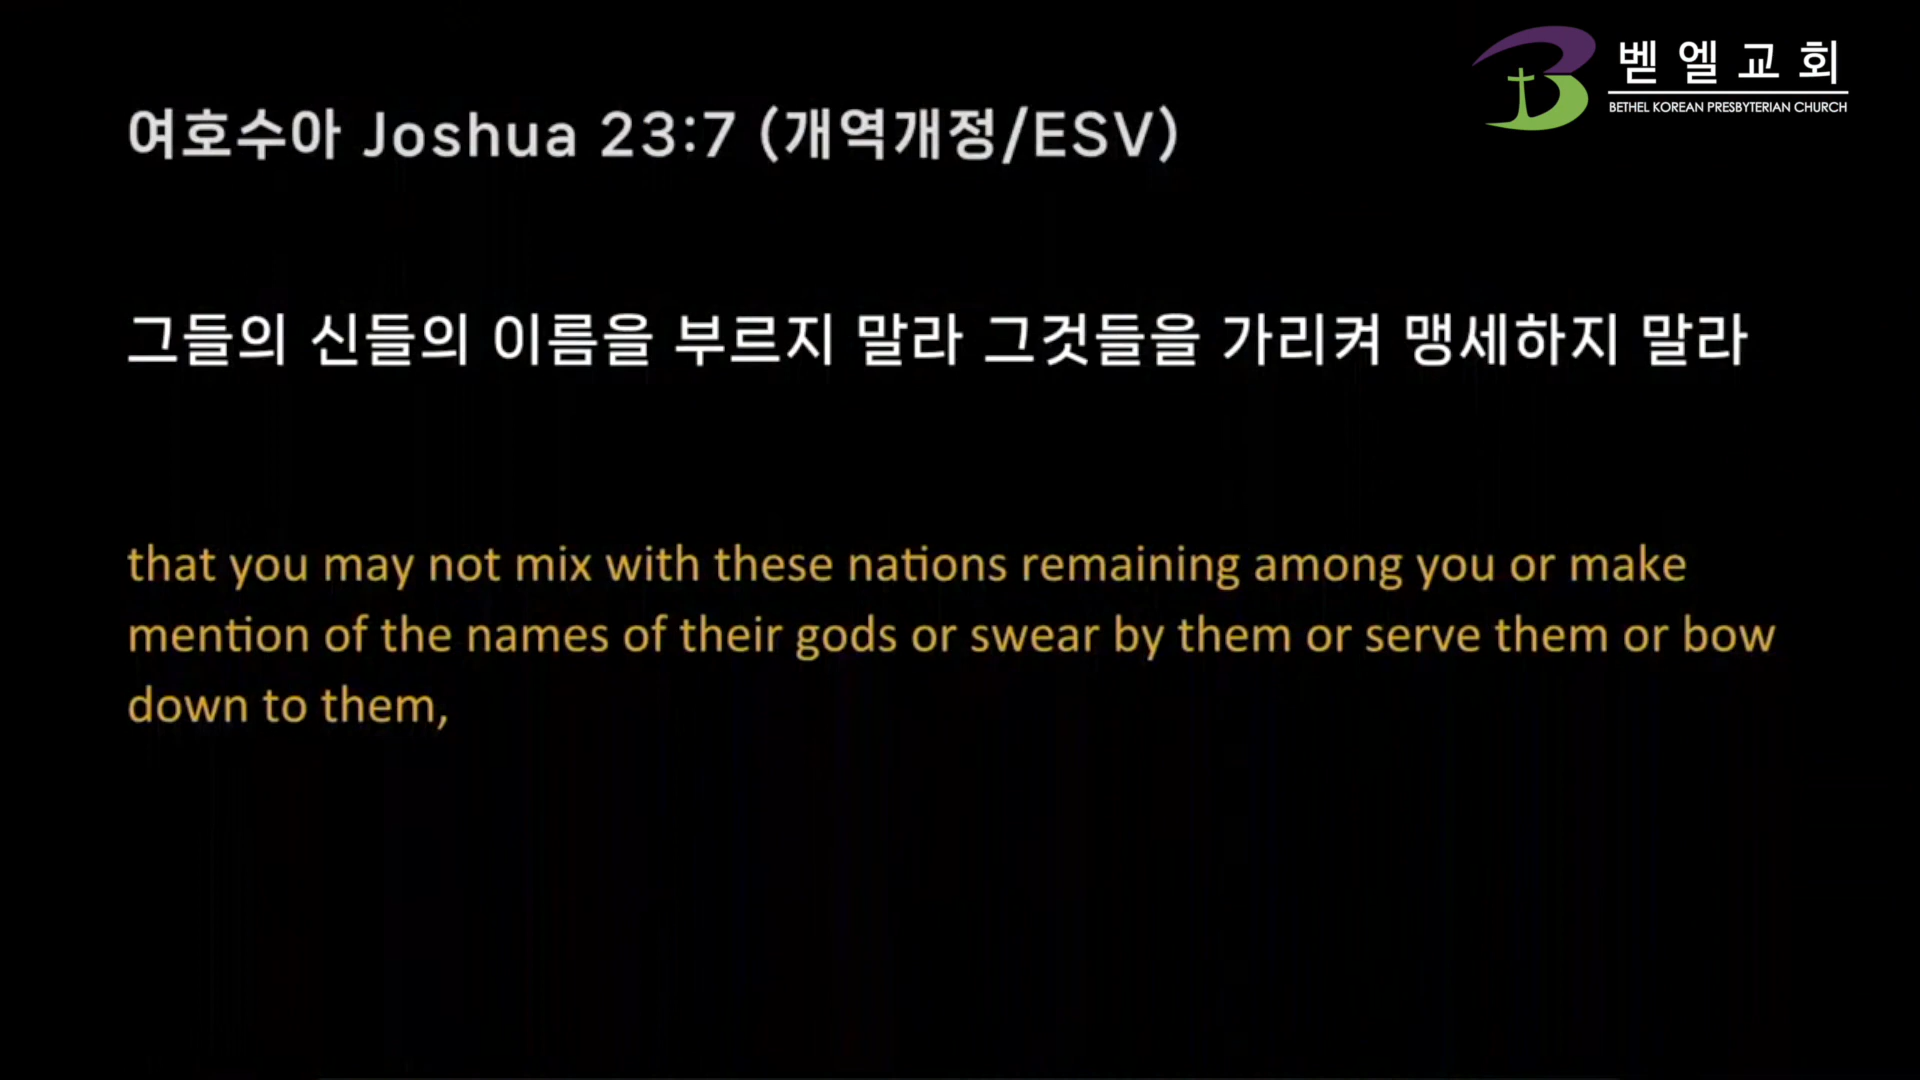 벧엘교회
BETHEL KOREAN PRESBYTERIAN CHURCH
여호수아 Joshua 23:7 (개역개정/ESV)
그들의 신들의 이름을 부르지 말라 그것들을 가리켜 맹세하지 말라
that you may not mix with these nations remaining among you or make
mention of the names of their gods or swear by them or serve them or bow
down to them,